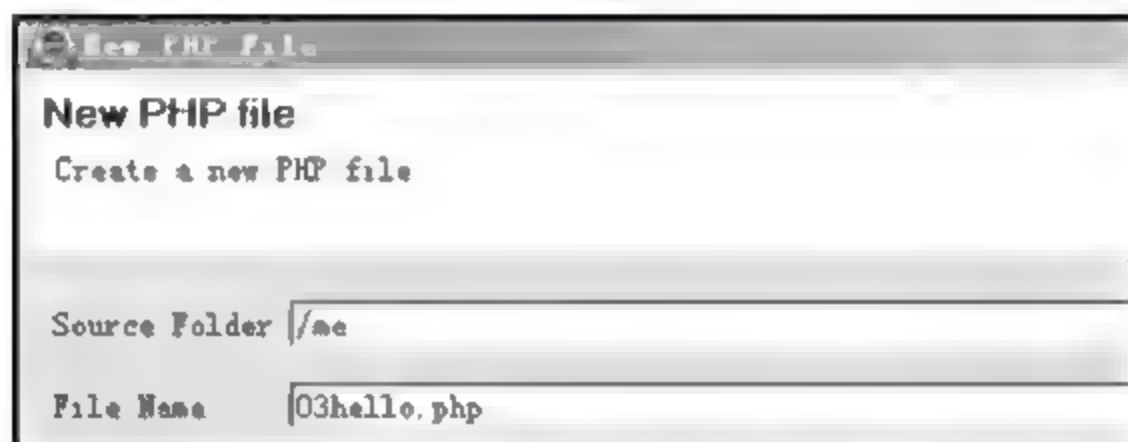 New PHP File
New PHP file
Create a new PHP file
Source Folder /me
File Name 03hello.php